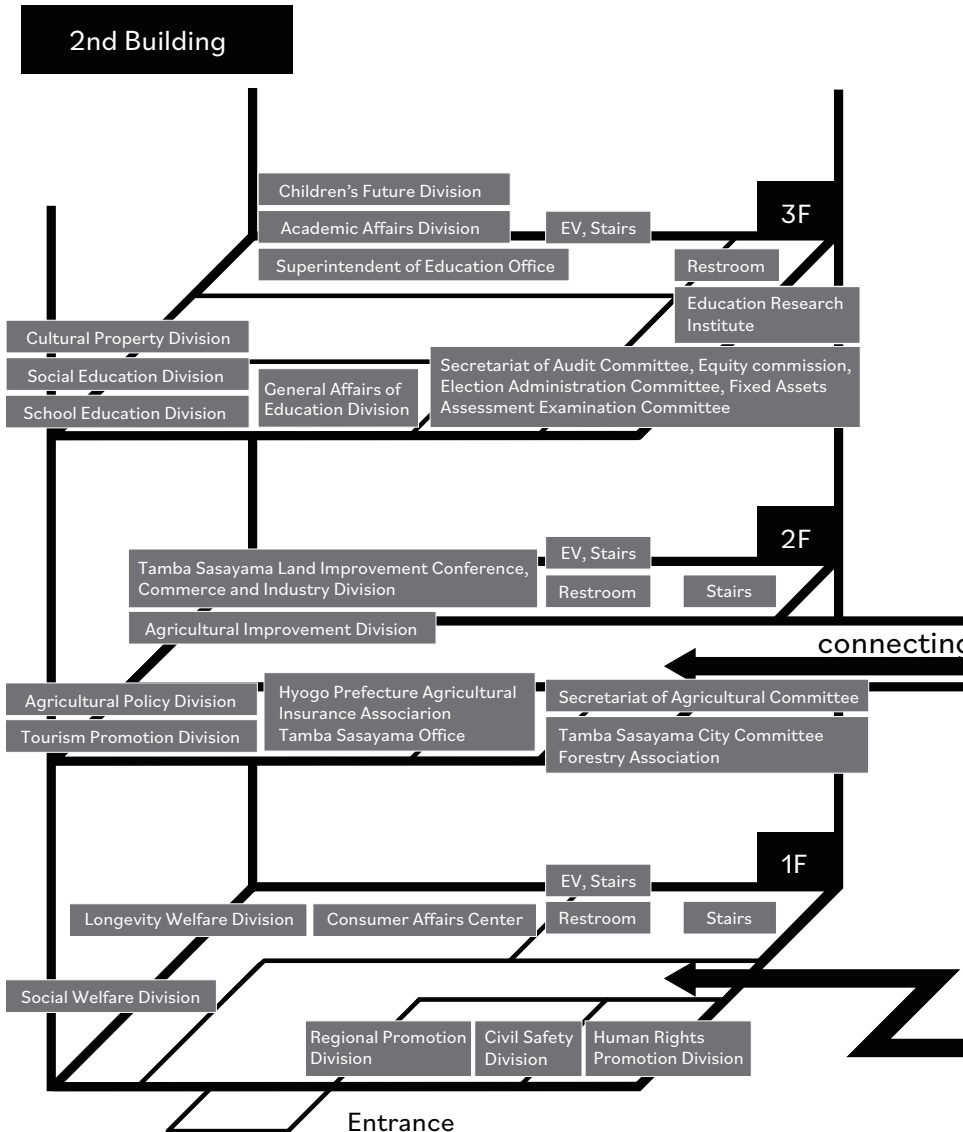 2nd Building
3F
Children's Future Division
Academic Affairs Division
EV, Stairs
Superintendent of Education Office
Restroom
Education Research
Institute
Cultural Property Division
Social Education Division
School Education Division
General Affairs of
Education Division
Secretariat of Audit Committee, Equity commission,
Election Administration Committee, Fixed Assets
Assessment Examination Committee
2F
EV, Stairs
Tamba Sasayama Land Improvement Conference,
Commerce and Industry Division
Restroom
Stairs
Agricultural Improvement Division
connecting
Agricultural Policy Division
Tourism Promotion Division
Hyogo Prefecture Agricultural
Insurance Associarion
Tamba Sasayama Office
Secretariat of Agricultural Committee
Tamba Sasayama City Committee
Forestry Association
1F
EV, Stairs
Longevity Welfare Division
Consumer Affairs Center
Restroom
Stairs
Social Welfare Division
Regional Promotion
Division
Civil Safety
Division
Human Rights
Promotion Division
Entrance